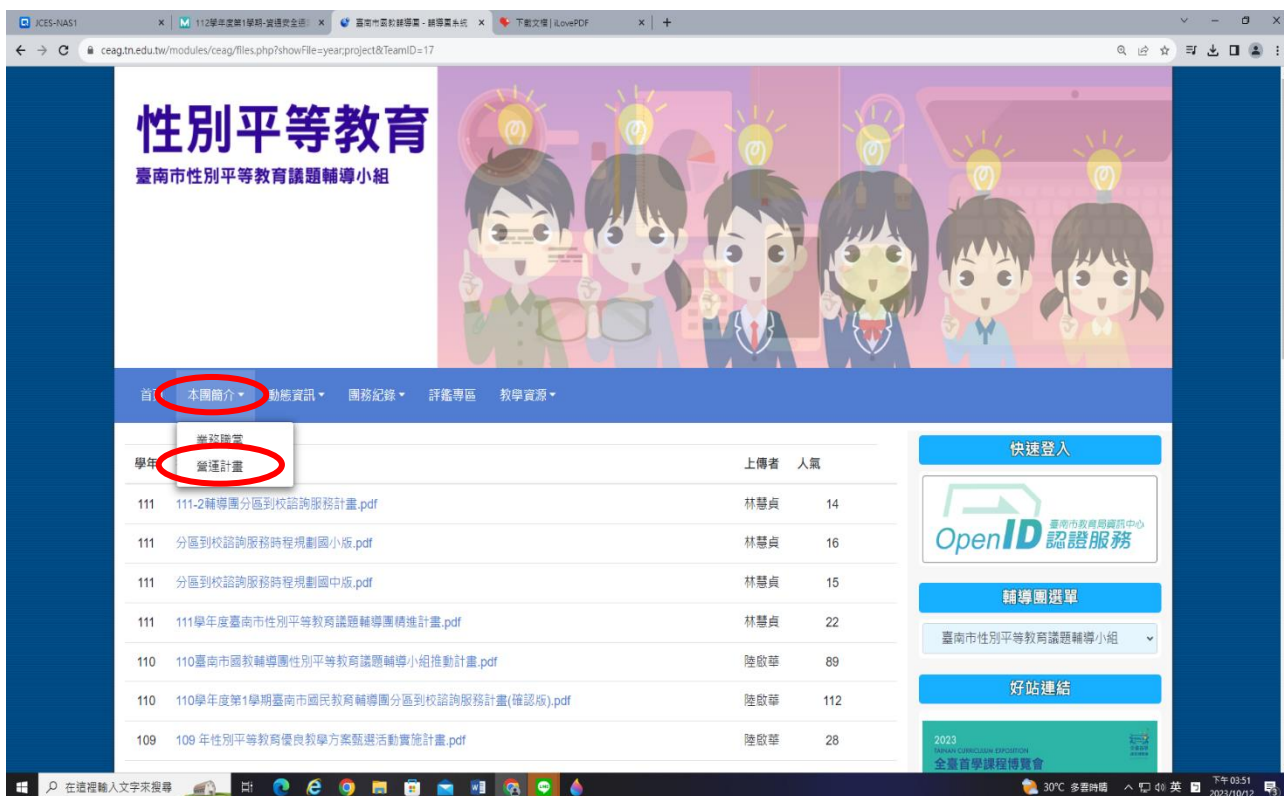 JCES-NAS1
112學年度第1學期-資通安全通
臺南市國教輔導團 - 輔導團系統
下載文檔 | iLovePDF
ceag.tn.edu.tw/modules/ceag/files.php?showFile=year;project&TeamID=17
性別平等教育
臺南市性別平等教育議題輔導小組
首 本團簡介 動態資訊 團務紀錄 評鑑專區 教學資源
業務職掌
營運計畫
學年 上傳者 人氣
111 111-2輔導團分區到校諮詢服務計畫.pdf 林慧貞 14
111 分區到校諮詢服務時程規劃國小版.pdf 林慧貞 16
111 分區到校諮詢服務時程規劃國中版.pdf 林慧貞 15
111 111學年度臺南市性別平等教育議題輔導團精進計畫.pdf 林慧貞 22
110 110臺南市國教輔導團性別平等教育議題輔導小組推動計畫.pdf 陸啟華 89
110 110學年度第1學期臺南市國民教育輔導團分區到校諮詢服務計畫(確認版).pdf 陸啟華 112
109 109 年性別平等教育優良教學方案甄選活動實施計畫.pdf 陸啟華 28
快速登入
OpenID
臺南市教育局資訊中心
認證服務
輔導團選單
臺南市性別平等教育議題輔導小組
好站連結
2023
TAINAN CURRICULUM EXPOSITION
全臺首學課程博覽會
在這裡輸入文字來搜尋
30°C 多雲時晴
英
下午 03:51
2023/10/12